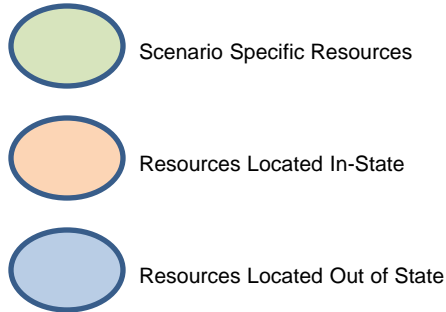 Scenario Specific Resources
Resources Located In-State
Resources Located Out of State